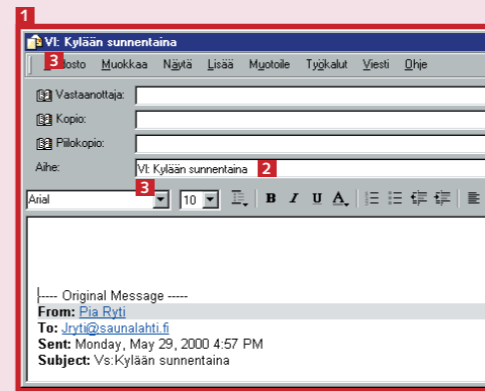 1
VI: Kylään sunnentaina
3 osto Muokkaa Näytä Lisää Muotoile Työkalut Viesti Ohje
Vastaanottaja:
Kopio:
Piilokopio:
Aihe: VI: Kylään sunnentaina 2
3
Arial 10 B I U A
---- Original Message -----
From: Pia Ryti
To: Jryti@saunalahti.fi
Sent: Monday, May 29, 2000 4:57 PM
Subject: Vs:Kylään sunnentaina